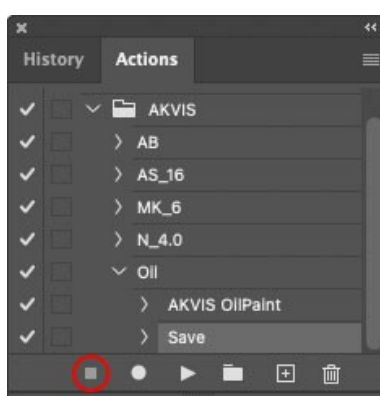 History Actions
AKVIS
AB
AS_16
MK_6
N_4.0
Oil
AKVIS OilPaint
Save